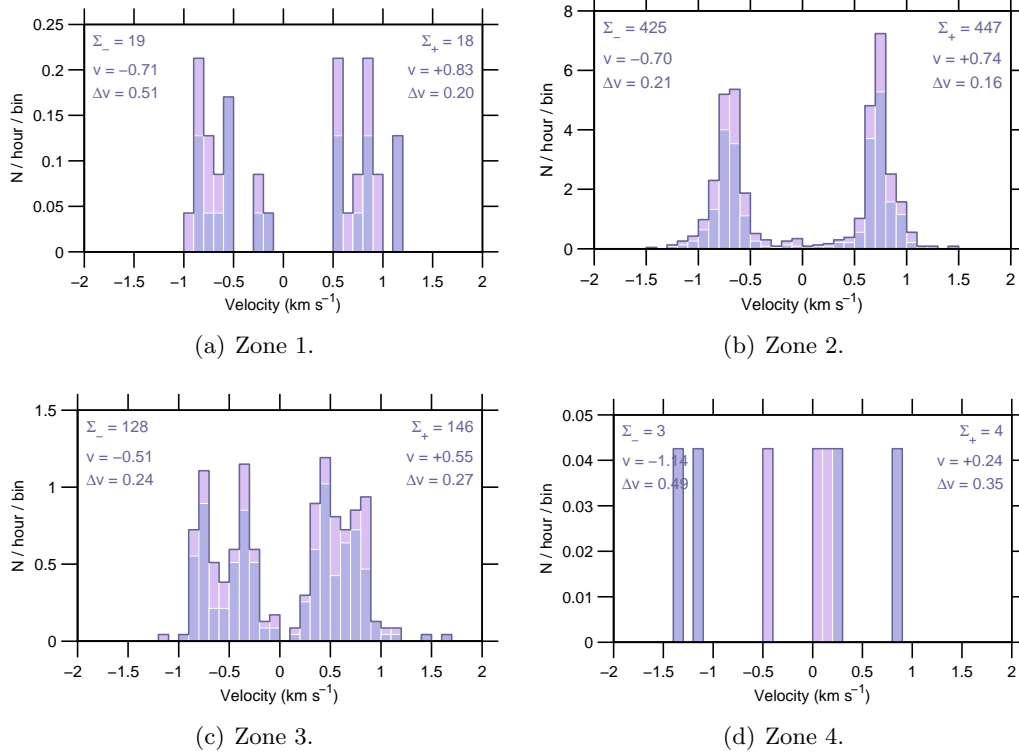 0.25
0.2
0.15
0.1
0.05
0
N / hour / bin
Σ− = 19
v = −0.71
Δv = 0.51
Σ+ = 18
v = +0.83
Δv = 0.20
−2 −1.5 −1 −0.5 0 0.5 1 1.5 2
Velocity (km s−1)
(a) Zone 1.
8
6
4
2
0
N / hour / bin
Σ− = 425
v = −0.70
Δv = 0.21
Σ+ = 447
v = +0.74
Δv = 0.16
−2 −1.5 −1 −0.5 0 0.5 1 1.5 2
Velocity (km s−1)
(b) Zone 2.
1.5
1
0.5
0
N / hour / bin
Σ− = 128
v = −0.51
Δv = 0.24
Σ+ = 146
v = +0.55
Δv = 0.27
−2 −1.5 −1 −0.5 0 0.5 1 1.5 2
Velocity (km s−1)
(c) Zone 3.
0.05
0.04
0.03
0.02
0.01
0
N / hour / bin
Σ− = 3
v = −1.14
Δv = 0.49
Σ+ = 4
v = +0.24
Δv = 0.35
−2 −1.5 −1 −0.5 0 0.5 1 1.5 2
Velocity (km s−1)
(d) Zone 4.